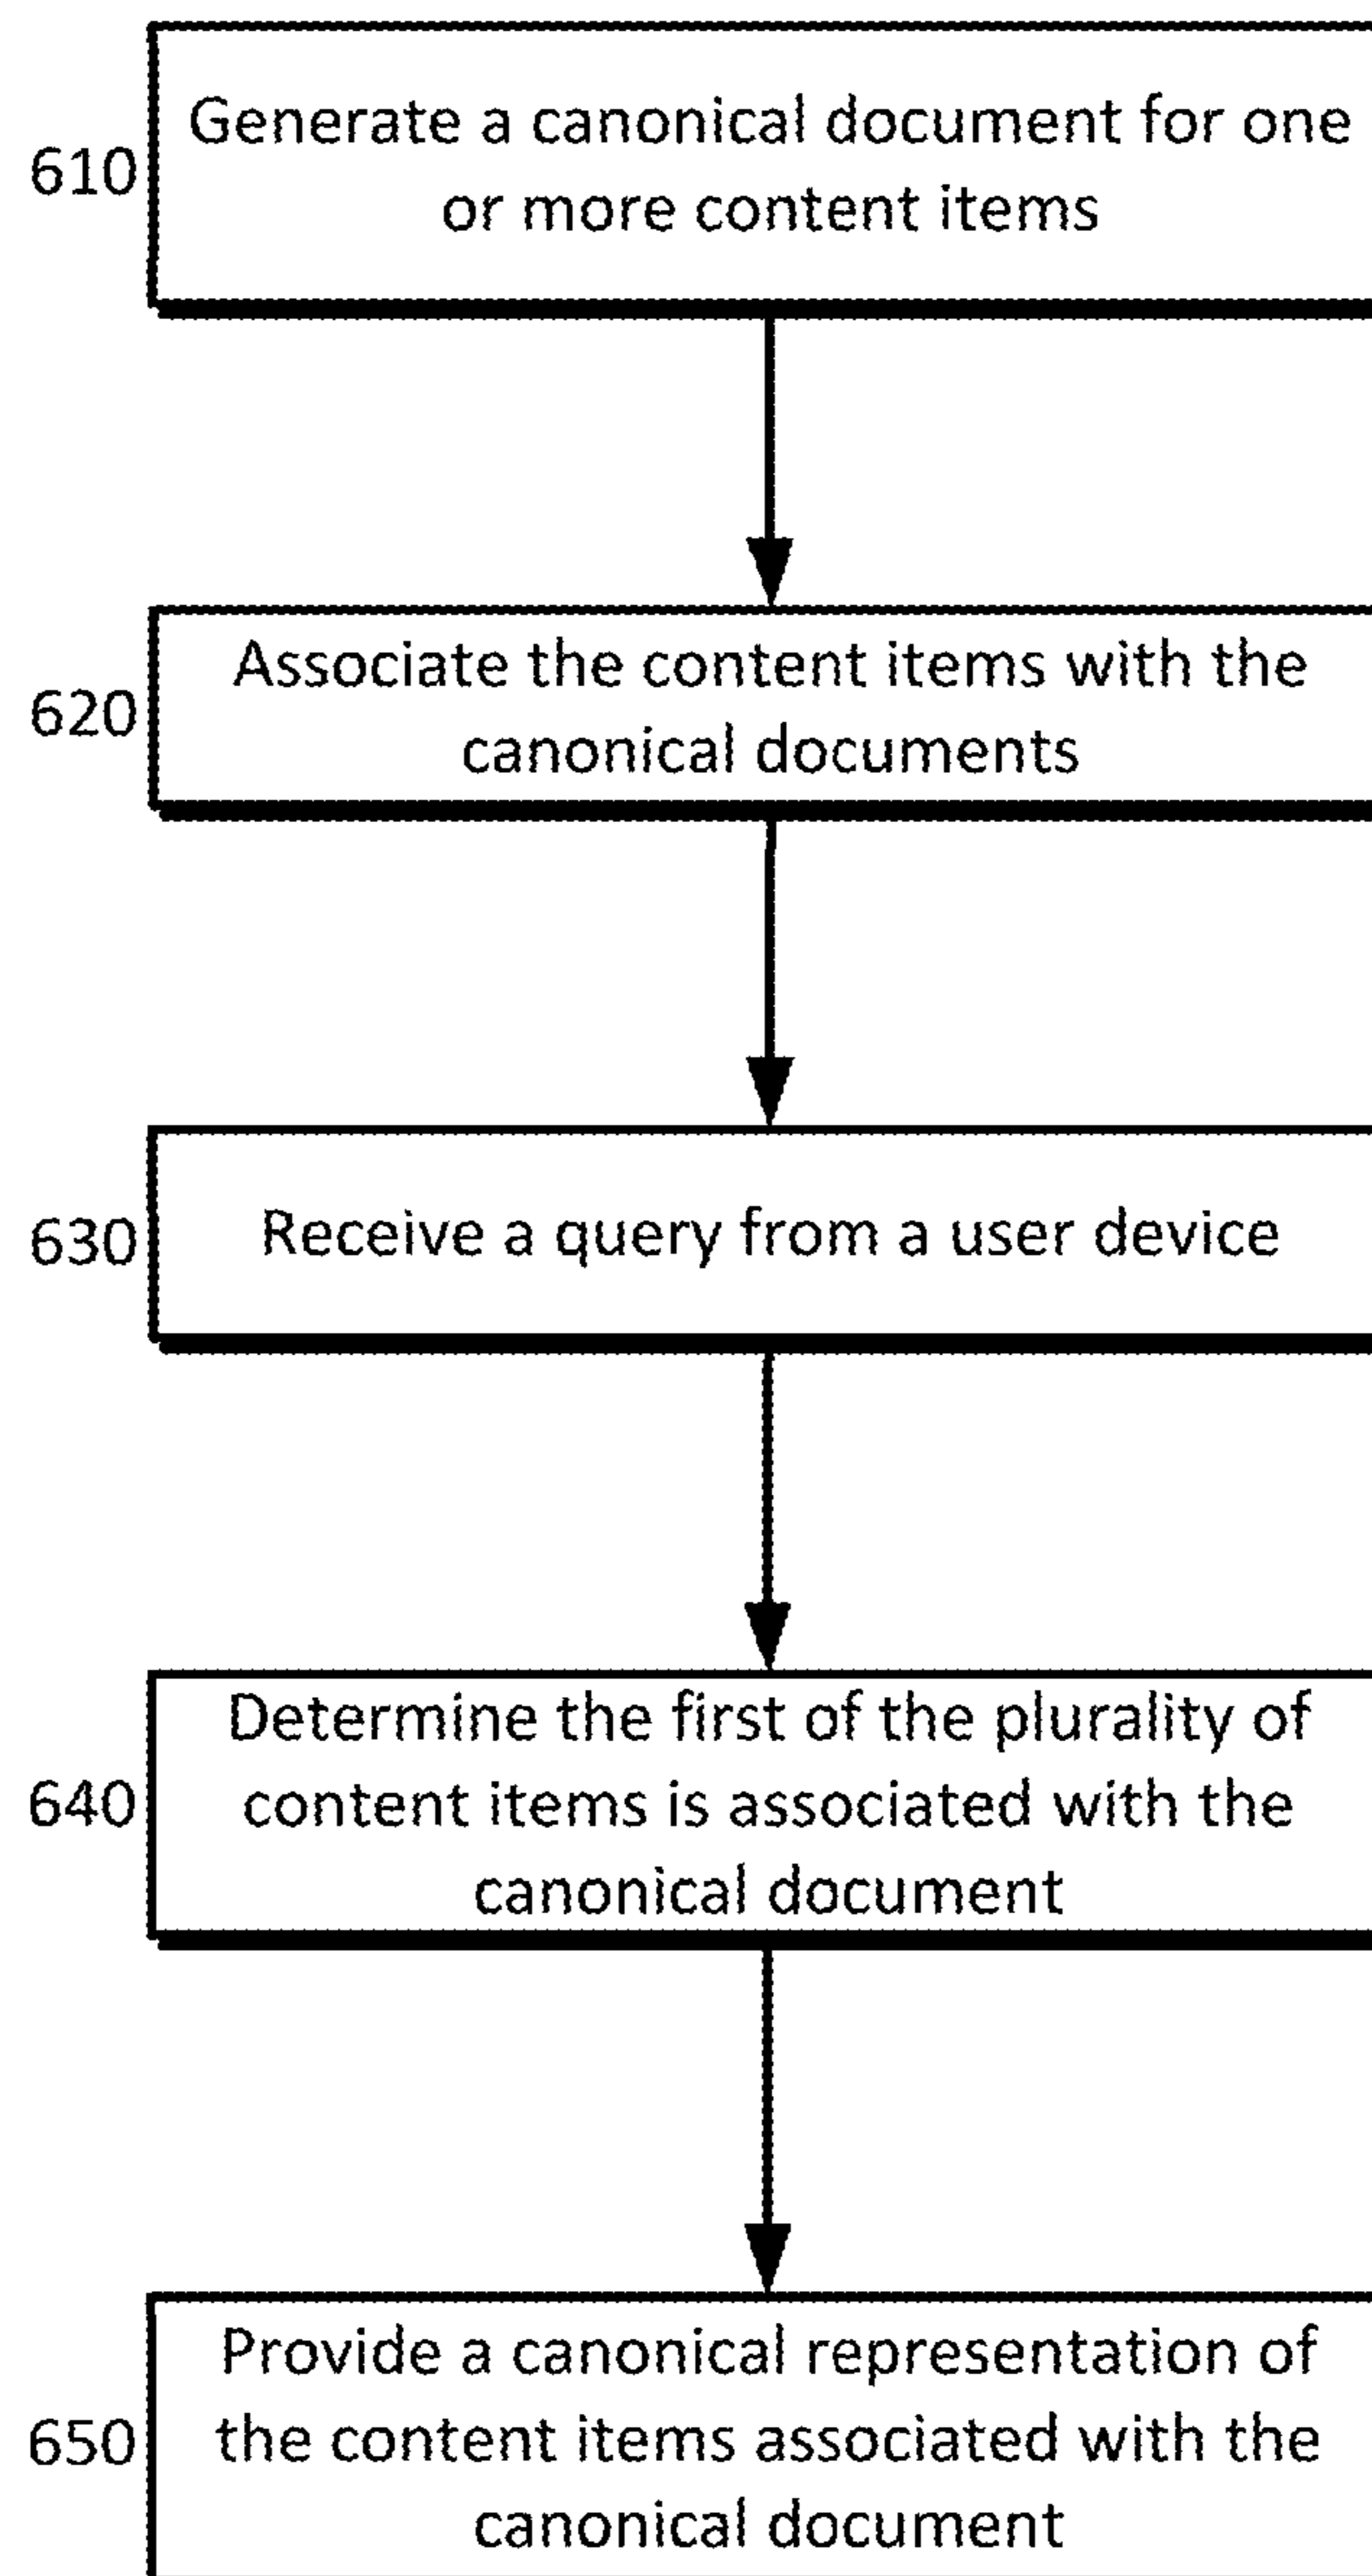 610
Generate a canonical document for one
or more content items
620
Associate the content items with the
canonical documents
630
Receive a query from a user device
640
Determine the first of the plurality of
content items is associated with the
canonical document
650
Provide a canonical representation of
the content items associated with the
canonical document